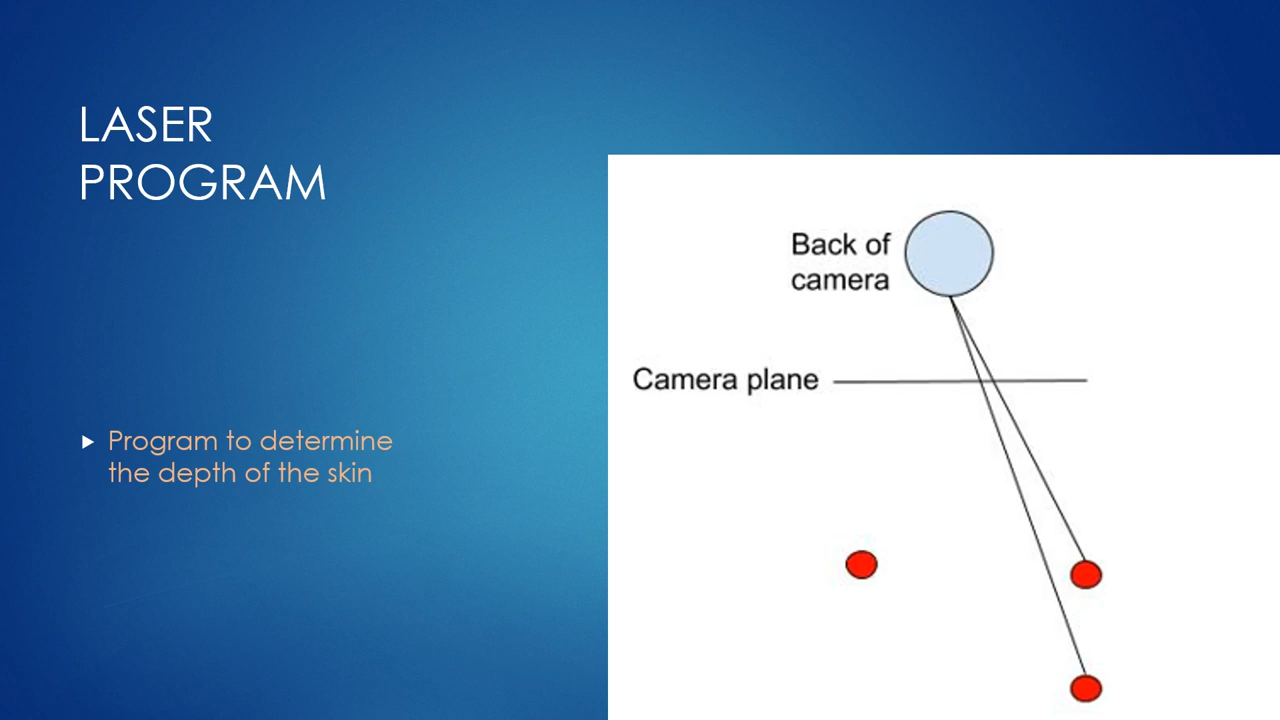 LASER
PROGRAM
Program to determine
the depth of the skin
Back of
camera
Camera plane